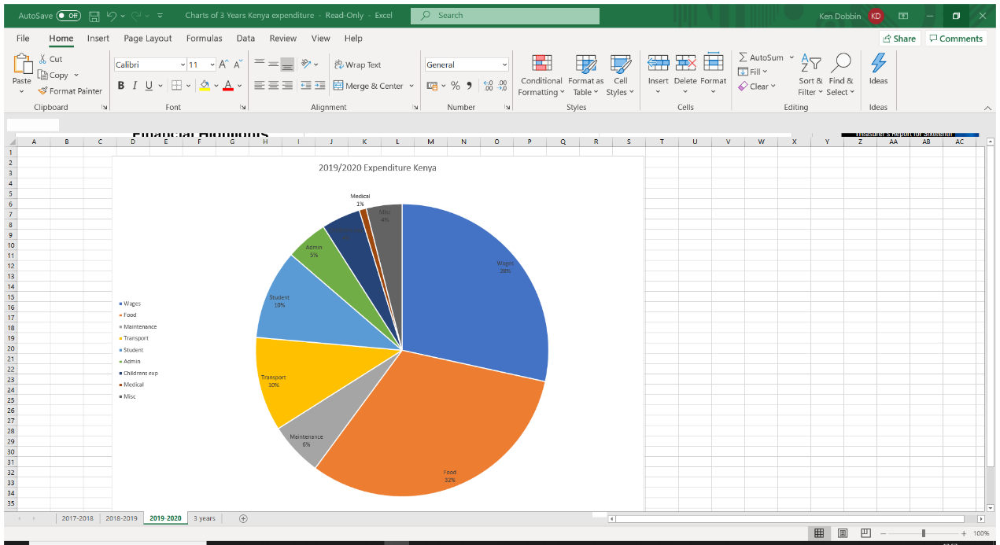 AutoSave Off Charts of 3 Years Kenya expenditure - Read-Only - Excel Search Ken Dobbin KD
File Home Insert Page Layout Formulas Data Review View Help Share Comments
Paste
Cut
Copy
Format Painter
Clipboard
Calibri 11
B I U A
Font
Wrap Text
Merge & Center
Alignment
General
%
Number
Conditional Formatting
Format as Table
Cell Styles
Styles
Insert Delete Format
Cells
AutoSum
Fill
Clear
Sort & Filter
Find & Select
Editing
Ideas
Ideas
Financial Highlights
Treasurer's Report for Sixteenth
A B C D E F G H I J K L M N O P Q R S T U V W X Y Z AA AB AC
1
2
3
4
5
6
7
8
9
10
11
12
13
14
15
16
17
18
19
20
21
22
23
24
25
26
27
28
29
30
31
32
33
34
35
2019/2020 Expenditure Kenya
Medical
1%
Misc
4%
Admin
5%
Wages
28%
Student
10%
Transport
10%
Maintenance
6%
Food
32%
Wages
Food
Maintenance
Transport
Student
Admin
Childrens exp
Medical
Misc
2017-2018 2018-2019 2019-2020 3 years
100%